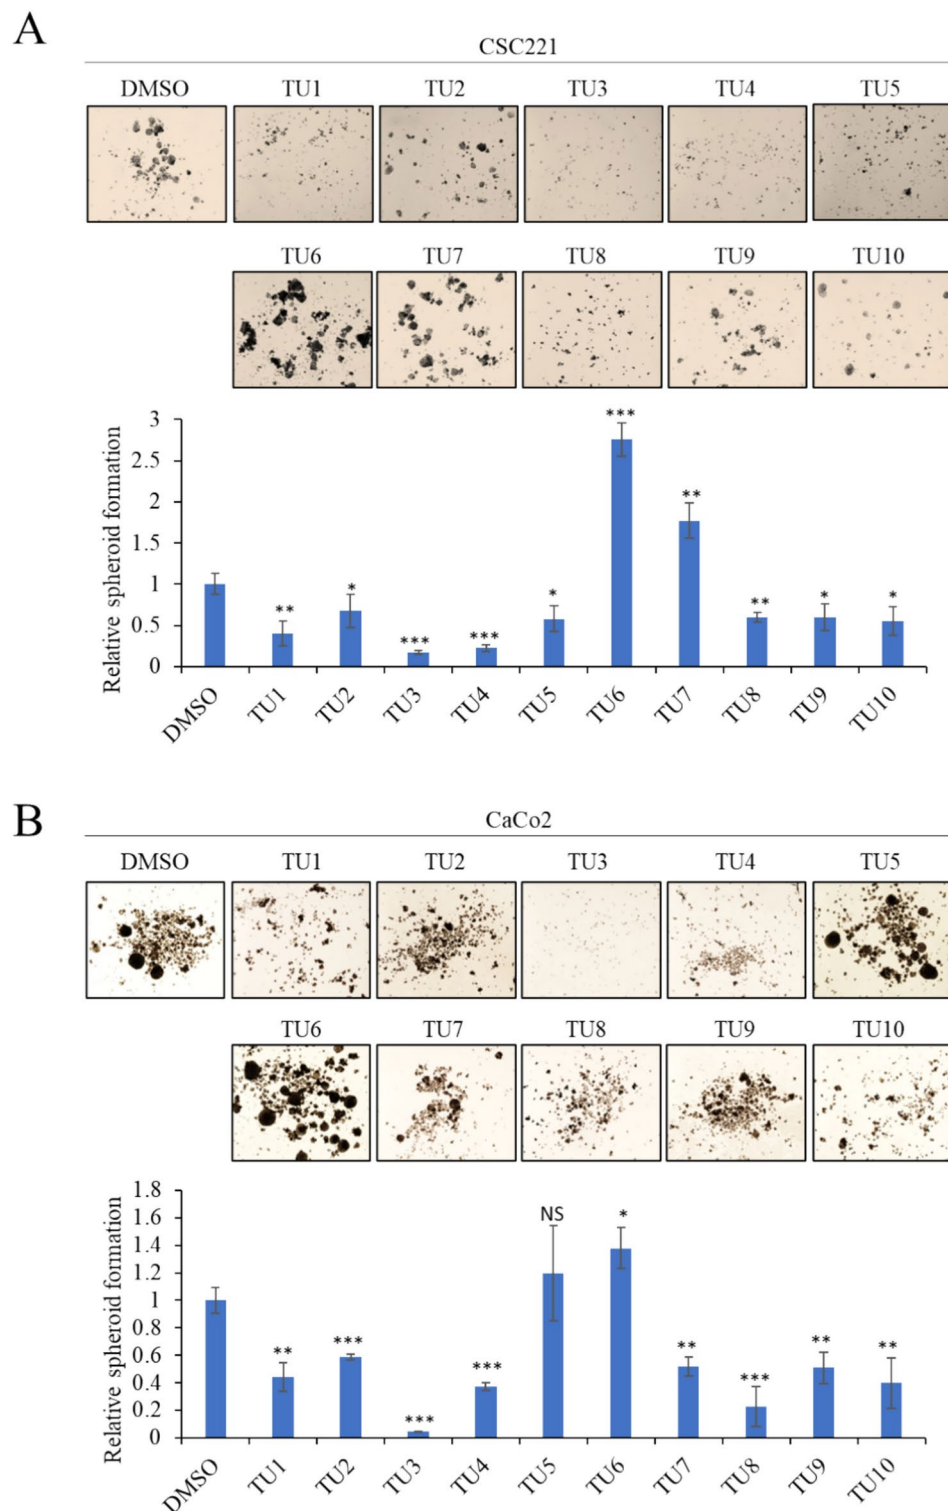 A
CSC221
DMSO TU1 TU2 TU3 TU4 TU5
TU6 TU7 TU8 TU9 TU10
Relative spheroid formation
3
2.5
2
1.5
1
0.5
0
** * *** *** * *** ** ** * *
DMSO TU1 TU2 TU3 TU4 TU5 TU6 TU7 TU8 TU9 TU10
B
CaCo2
DMSO TU1 TU2 TU3 TU4 TU5
TU6 TU7 TU8 TU9 TU10
Relative spheroid formation
1.8
1.6
1.4
1.2
1
0.8
0.6
0.4
0.2
0
** *** *** *** NS * ** *** ** **
DMSO TU1 TU2 TU3 TU4 TU5 TU6 TU7 TU8 TU9 TU10